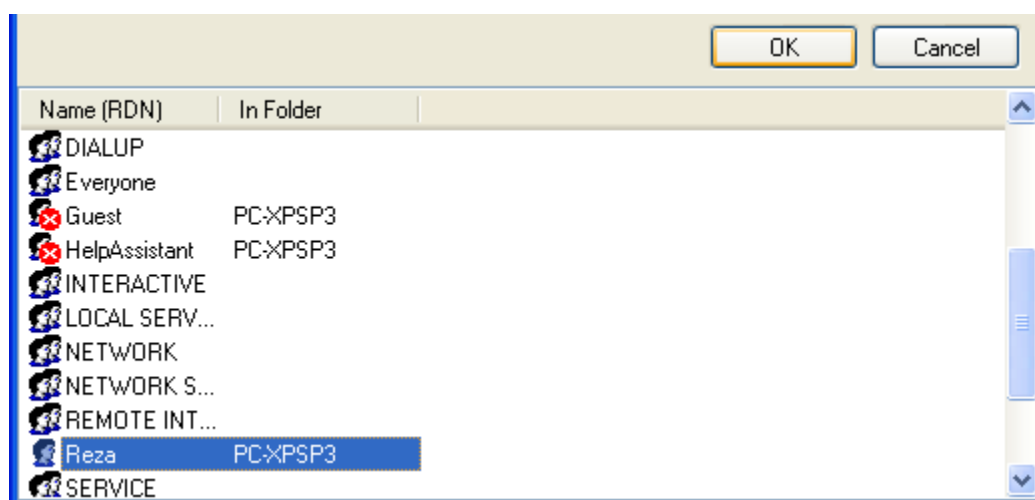 OK Cancel
Name (RDN) In Folder
DIALUP
Everyone
Guest PC-XPSP3
HelpAssistant PC-XPSP3
INTERACTIVE
LOCAL SERV...
NETWORK
NETWORK S...
REMOTE INT...
Reza PC-XPSP3
SERVICE